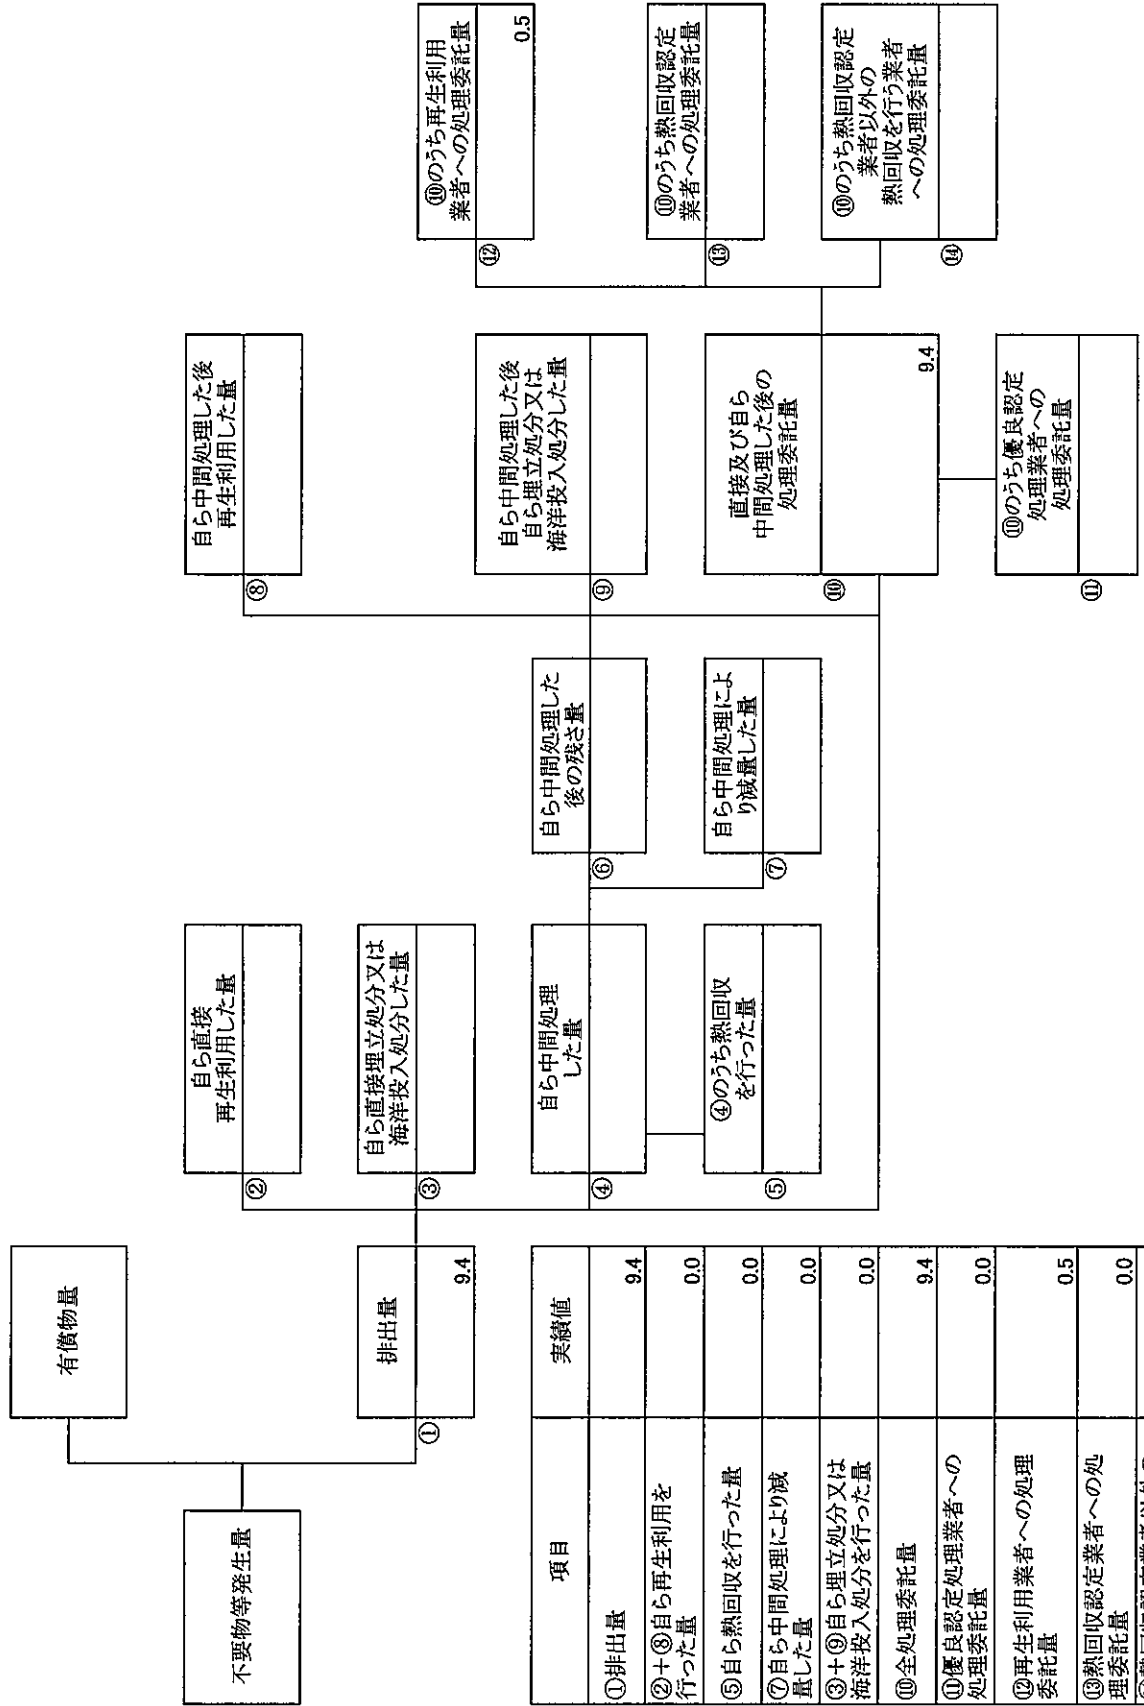 不要物等発生量
有償物量
排出量
①
9.4
自ら直接
再生利用した量
②
自ら直接埋立処分又は
海洋投入処分した量
③
自ら中間処理
した量
④
④のうち熱回収
を行った量
⑤
自ら中間処理した
後の残さ量
⑥
自ら中間処理によ
り減量した量
⑦
自ら中間処理した後
再生利用した量
⑧
自ら中間処理した後
自ら埋立処分又は
海洋投入処分した量
⑨
直接及び自ら
中間処理した後の
処理委託量
⑩
9.4
⑩のうち優良認定
処理業者への
処理委託量
⑪
⑩のうち再生利用
業者への処理委託量
⑫
0.5
⑩のうち熱回収認定
業者への処理委託量
⑬
⑩のうち熱回収認定
業者以外の
熱回収を行う業者
への処理委託量
⑭
項目 実績値
①排出量 9.4
②+⑧自ら再生利用を
行った量 0.0
⑤自ら熱回収を行った量 0.0
⑦自ら中間処理により減
量した量 0.0
③+⑨自ら埋立処分又は
海洋投入処分を行った量 0.0
⑩全処理委託量 9.4
⑪優良認定処理業者への
処理委託量 0.0
⑫再生利用業者への処理
委託量 0.5
⑬熱回収認定業者への処
理委託量 0.0